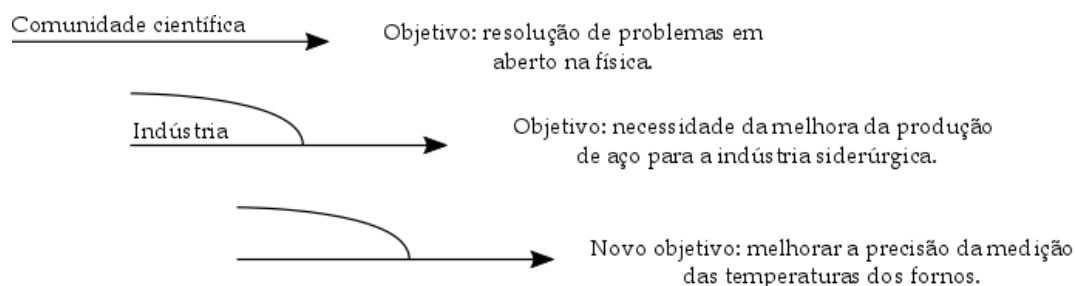 Comunidade científica
Objetivo: resolução de problemas em
aberto na física.
Indústria
Objetivo: necessidade da melhora da produção
de aço para a indústria siderúrgica.
Novo objetivo: melhorar a precisão da medição
das temperaturas dos fornos.